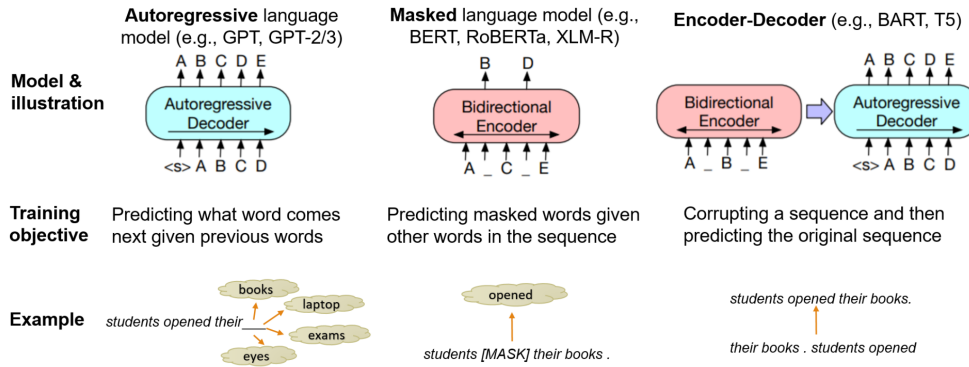 Autoregressive language
model (e.g., GPT, GPT-2/3)
Masked language model (e.g.,
BERT, RoBERTa, XLM-R)
Encoder-Decoder (e.g., BART, T5)
Model &
illustration
A B C D E
Autoregressive
Decoder
<s> A B C D
B D
Bidirectional
Encoder
A _ C _ E
Bidirectional
Encoder
A _ B _ E
A B C D E
Autoregressive
Decoder
<s> A B C D
Training
objective
Predicting what word comes
next given previous words
Predicting masked words given
other words in the sequence
Corrupting a sequence and then
predicting the original sequence
Example
books
laptop
students opened their ___
exams
eyes
opened
students [MASK] their books .
students opened their books.
their books . students opened